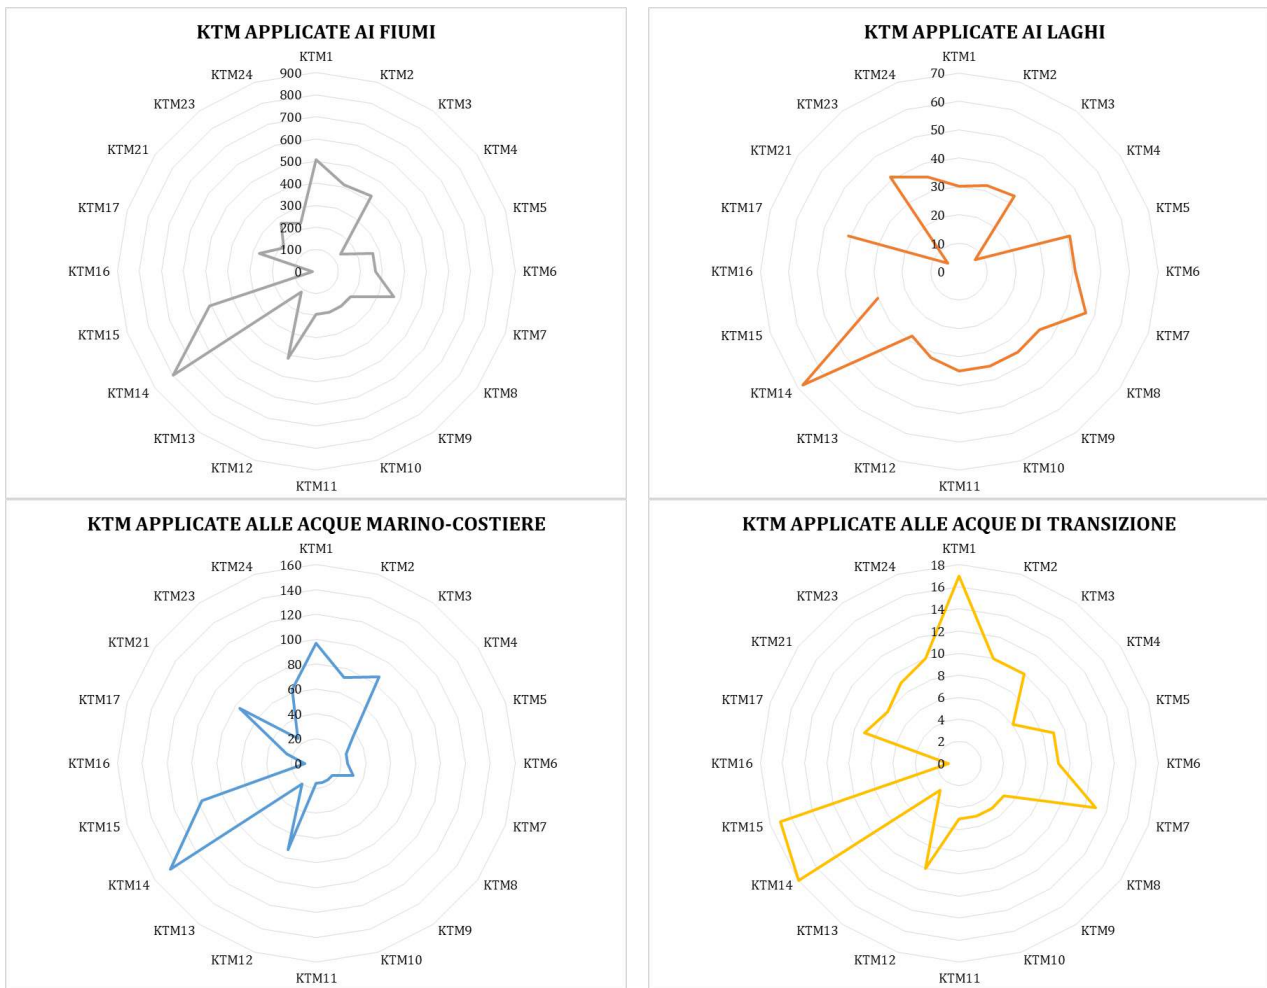 KTM APPLICATE AI FIUMI
KTM1
KTM2
KTM3
KTM4
KTM5
KTM6
KTM7
KTM8
KTM9
KTM10
KTM11
KTM12
KTM13
KTM14
KTM15
KTM16
KTM17
KTM21
KTM23
KTM24
900
800
700
600
500
400
300
200
100
0
KTM APPLICATE AI LAGHI
KTM1
KTM2
KTM3
KTM4
KTM5
KTM6
KTM7
KTM8
KTM9
KTM10
KTM11
KTM12
KTM13
KTM14
KTM15
KTM16
KTM17
KTM21
KTM23
KTM24
70
60
50
40
30
20
10
0
KTM APPLICATE ALLE ACQUE MARINO-COSTIERE
KTM1
KTM2
KTM3
KTM4
KTM5
KTM6
KTM7
KTM8
KTM9
KTM10
KTM11
KTM12
KTM13
KTM14
KTM15
KTM16
KTM17
KTM21
KTM23
KTM24
160
140
120
100
80
60
40
20
0
KTM APPLICATE ALLE ACQUE DI TRANSIZIONE
KTM1
KTM2
KTM3
KTM4
KTM5
KTM6
KTM7
KTM8
KTM9
KTM10
KTM11
KTM12
KTM13
KTM14
KTM15
KTM16
KTM17
KTM21
KTM23
KTM24
18
16
14
12
10
8
6
4
2
0